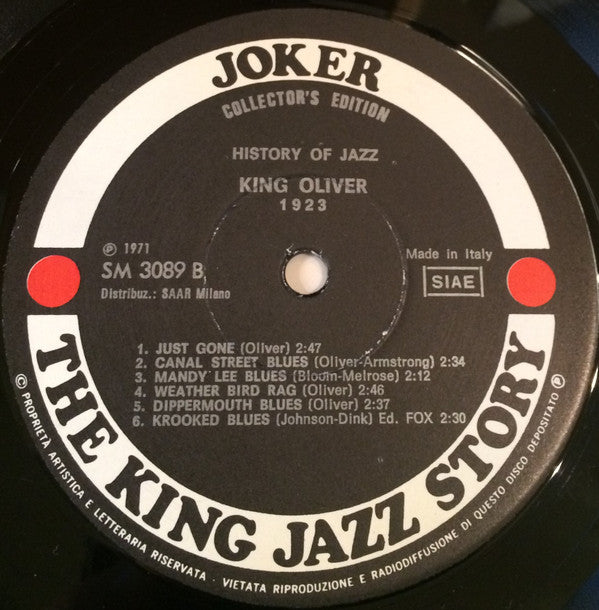 JOKER
COLLECTOR'S EDITION
HISTORY OF JAZZ
KING OLIVER
1923
℗ 1971
SM 3089 B
Distribuz.: SAAR Milano
Made in Italy
SIAE
1. JUST GONE (Oliver) 2:47
2. CANAL STREET BLUES (Oliver-Armstrong) 2:34
3. MANDY LEE BLUES (Bloom-Melrose) 2:12
4. WEATHER BIRD RAG (Oliver) 2:46
5. DIPPERMOUTH BLUES (Oliver) 2:37
6. KROOKED BLUES (Johnson-Dink) Ed. FOX 2:30
THE KING JAZZ STORY
© PROPRIETA ARTISTICA E LETTERARIA RISERVATA - VIETATA RIPRODUZIONE E RADIODIFFUSIONE DI QUESTO DISCO DEPOSITATO ℗